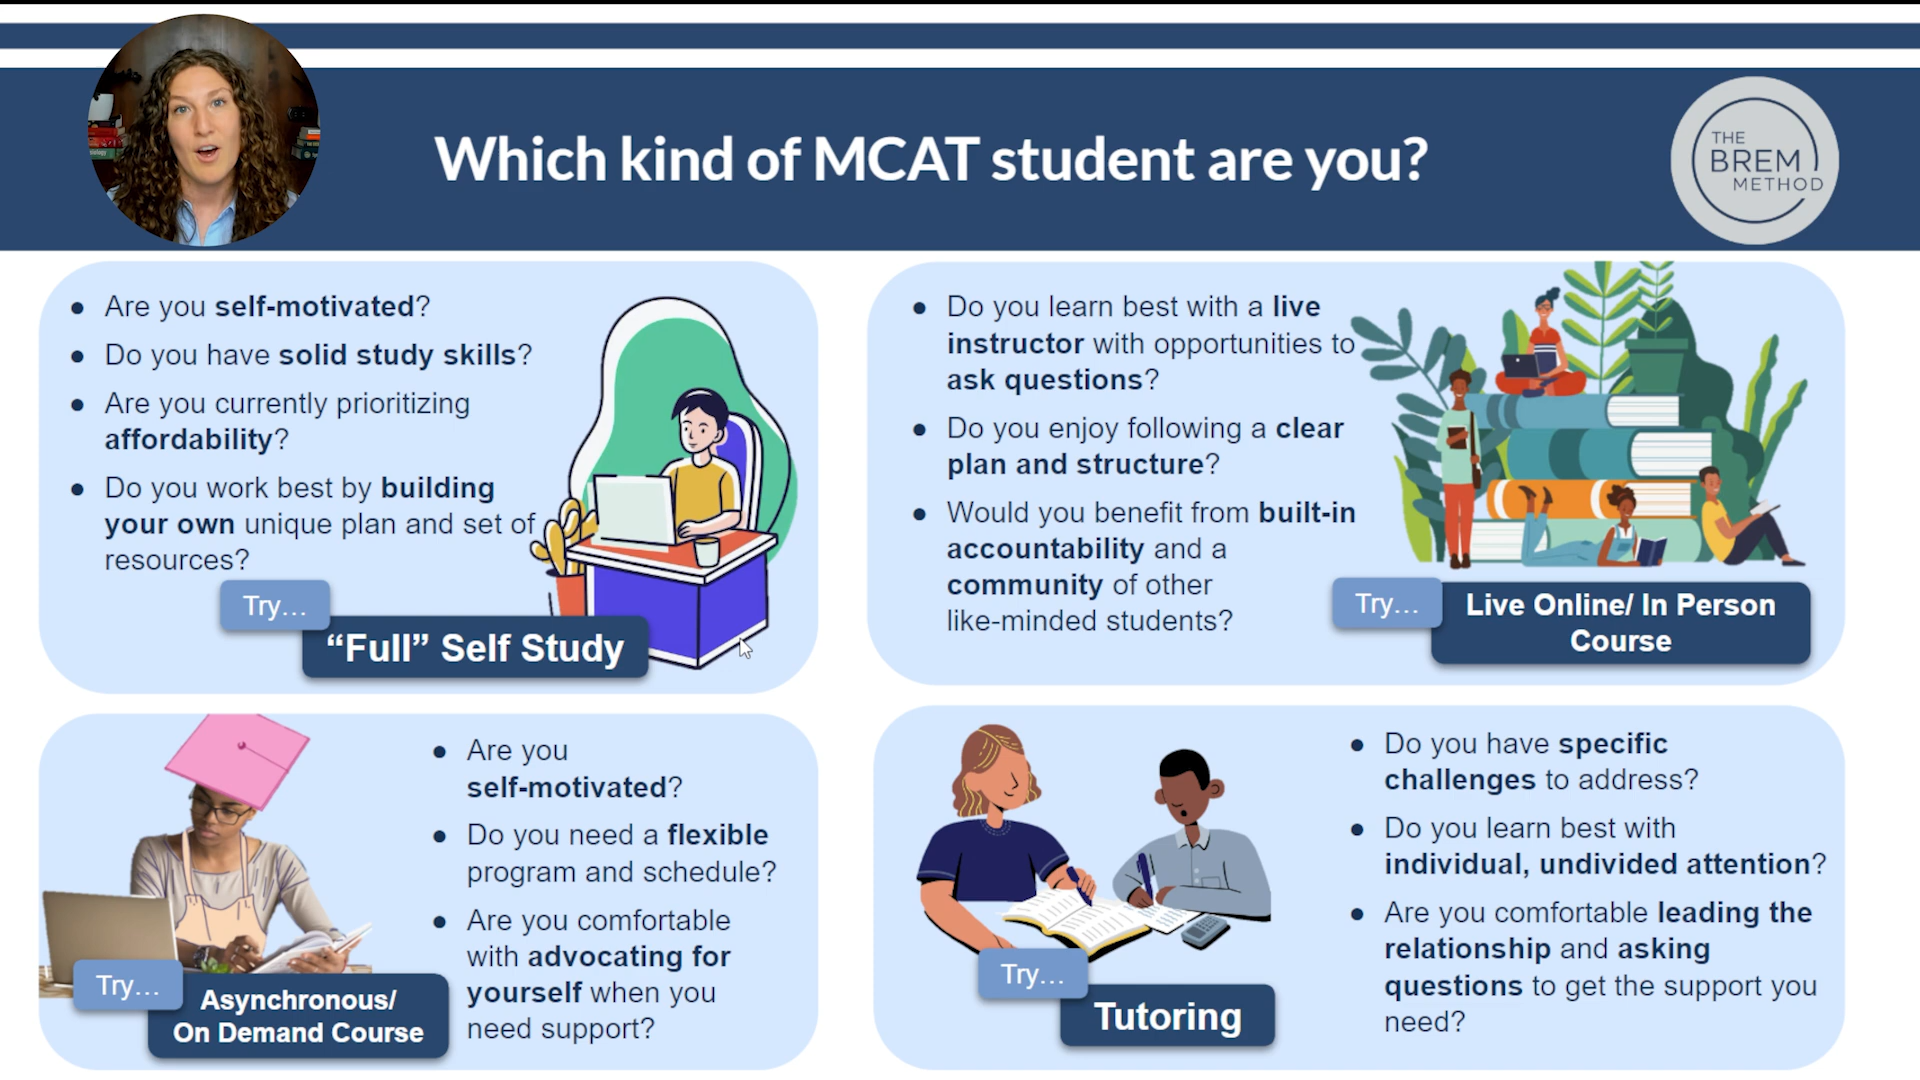 Which kind of MCAT student are you?
THE
BREM
METHOD
● Are you self-motivated?
● Do you have solid study skills?
● Are you currently prioritizing
affordability?
● Do you work best by building
your own unique plan and set of
resources?
Try...
“Full” Self Study
● Do you learn best with a live
instructor with opportunities to
ask questions?
● Do you enjoy following a clear
plan and structure?
● Would you benefit from built-in
accountability and a
community of other
like-minded students?
Try...
Live Online/ In Person
Course
● Are you
self-motivated?
● Do you need a flexible
program and schedule?
● Are you comfortable
with advocating for
yourself when you
need support?
Try...
Asynchronous/
On Demand Course
● Do you have specific
challenges to address?
● Do you learn best with
individual, undivided attention?
● Are you comfortable leading the
relationship and asking
questions to get the support you
need?
Try...
Tutoring